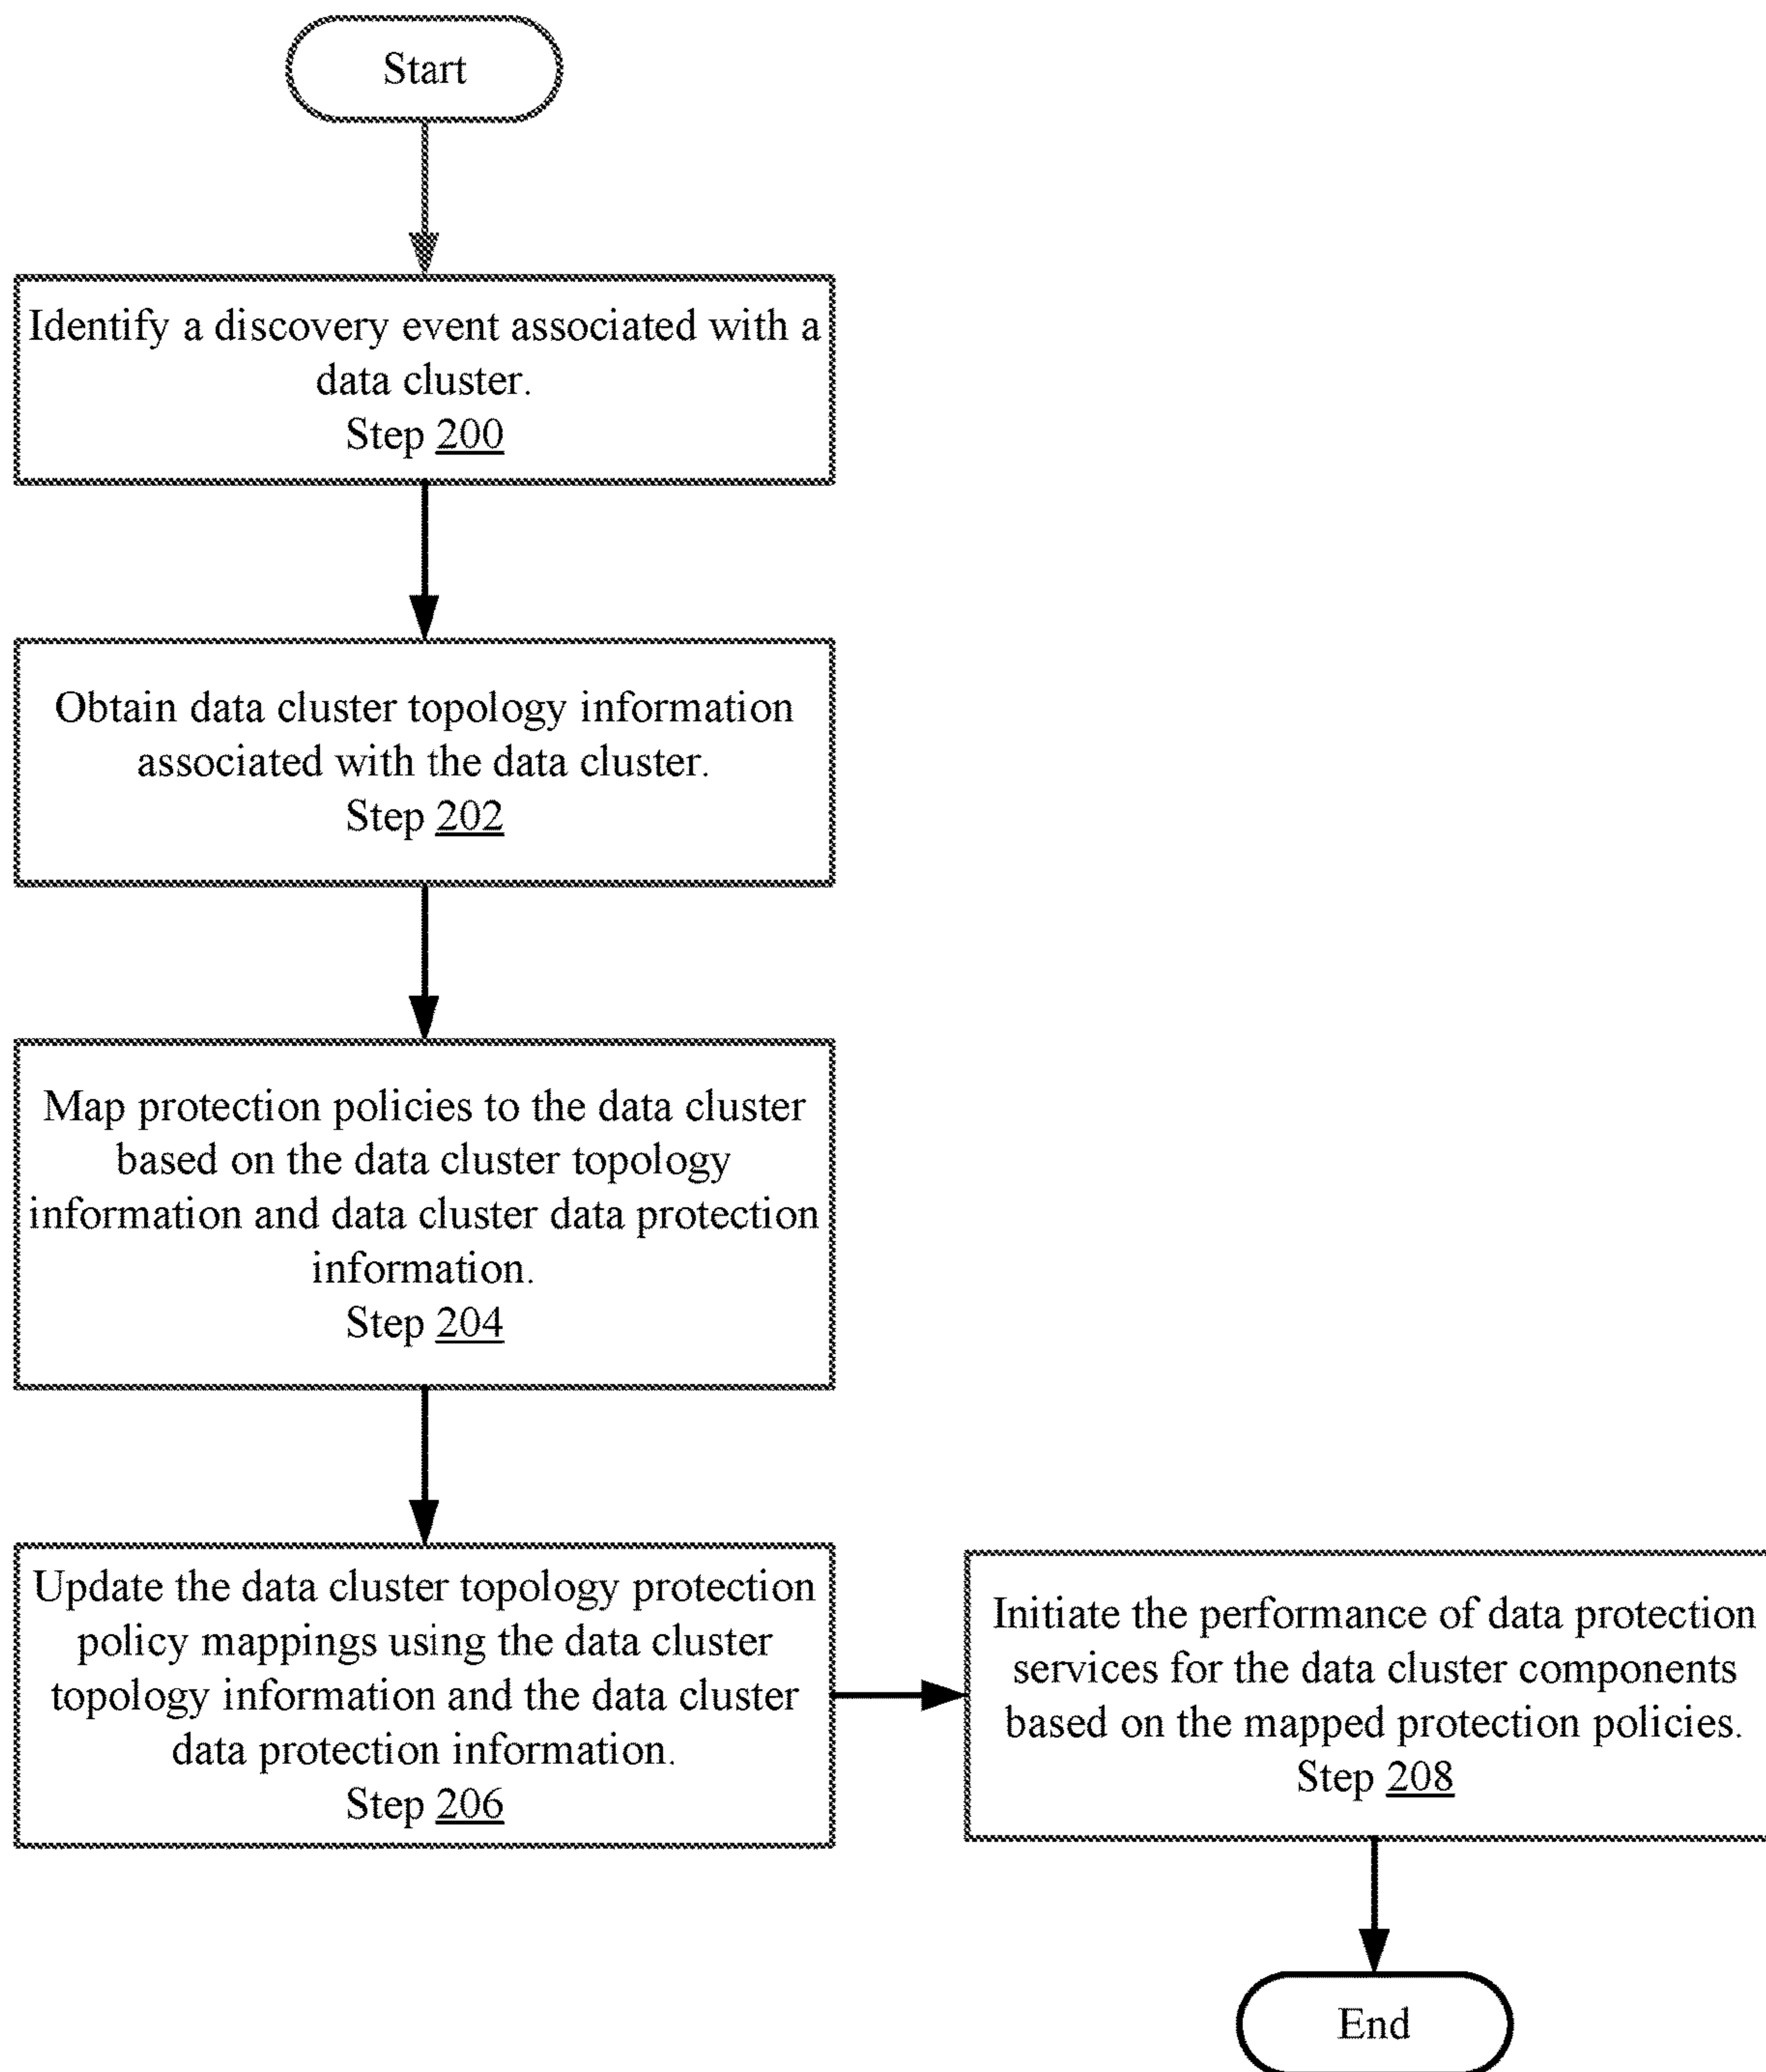 Start
Identify a discovery event associated with a
data cluster.
Step 200
Obtain data cluster topology information
associated with the data cluster.
Step 202
Map protection policies to the data cluster
based on the data cluster topology
information and data cluster data protection
information.
Step 204
Update the data cluster topology protection
policy mappings using the data cluster
topology information and the data cluster
data protection information.
Step 206
Initiate the performance of data protection
services for the data cluster components
based on the mapped protection policies.
Step 208
End